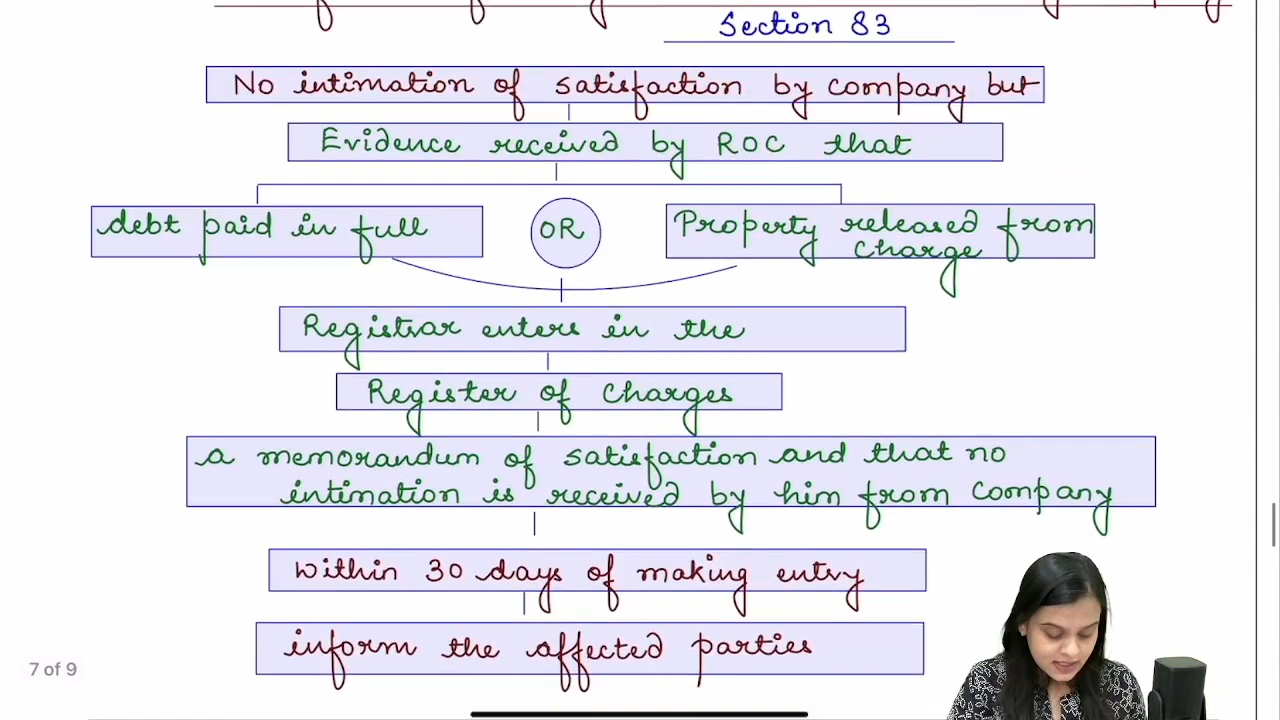 Section 83
No intimation of satisfaction by company but
Evidence received by ROC that
debt paid in full
OR
Property released from
charge
Registrar enters in the
Register of charges
a memorandum of satisfaction and that no
intimation is received by him from company
within 30 days of making entry
inform the affected parties
7 of 9